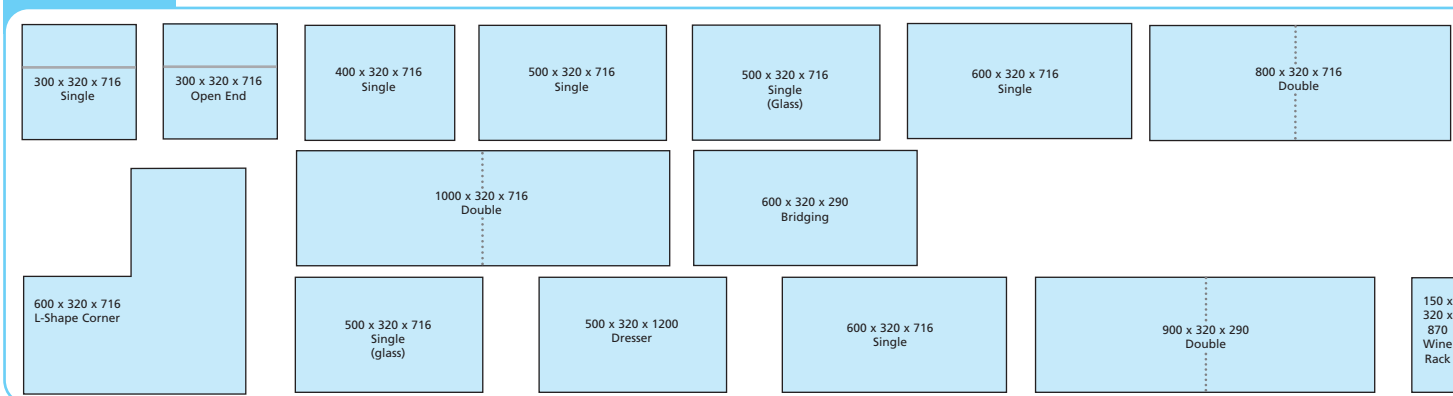 300 x 320 x 716
Single
300 x 320 x 716
Open End
400 x 320 x 716
Single
500 x 320 x 716
Single
500 x 320 x 716
Single
(Glass)
600 x 320 x 716
Single
800 x 320 x 716
Double
1000 x 320 x 716
Double
600 x 320 x 290
Bridging
600 x 320 x 716
L-Shape Corner
500 x 320 x 716
Single
(glass)
500 x 320 x 1200
Dresser
600 x 320 x 716
Single
900 x 320 x 290
Double
150 x
320 x
870
Wine
Rack